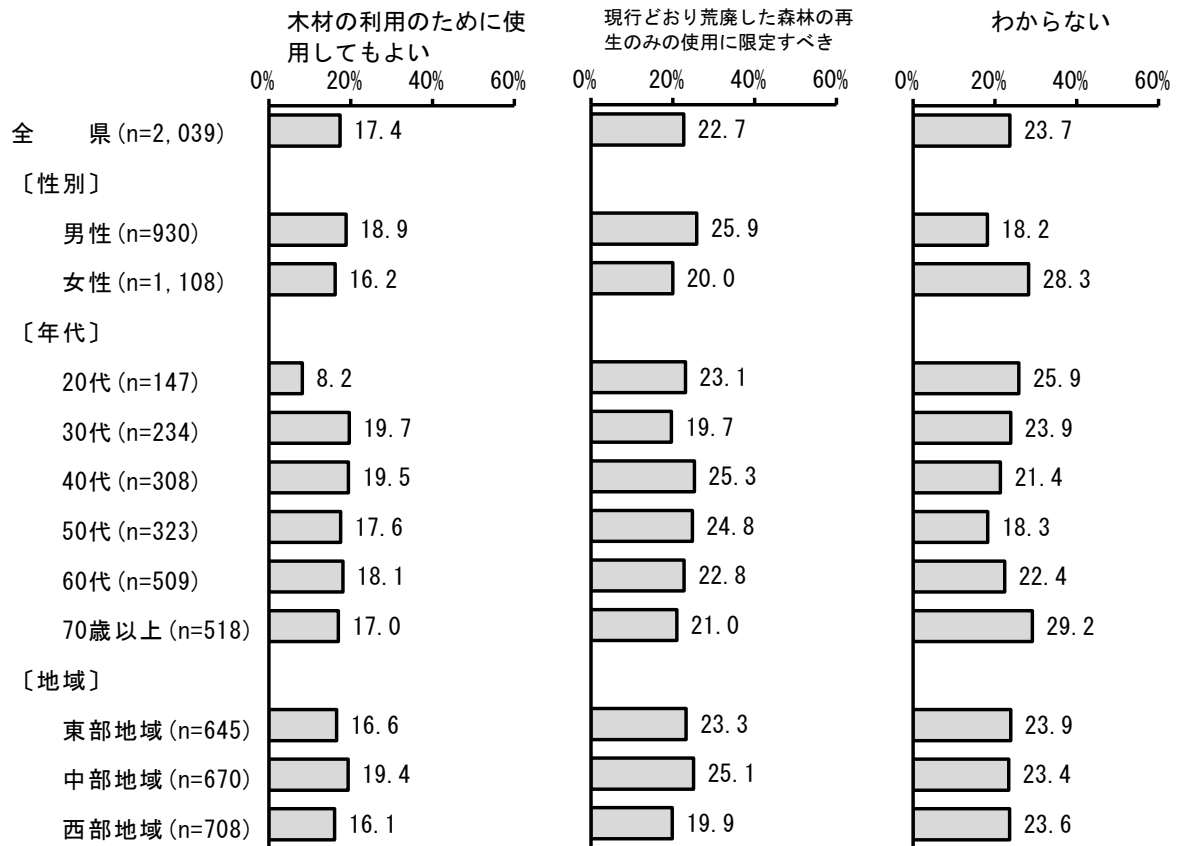 木材の利用のために使
用してもよい
現行どおり荒廃した森林の再
生のみの使用に限定すべき
わからない
0% 20% 40% 60% 0% 20% 40% 60% 0% 20% 40% 60%
全　　県(n=2,039) 17.4 22.7 23.7
〔性別〕
男性(n=930) 18.9 25.9 18.2
女性(n=1,108) 16.2 20.0 28.3
〔年代〕
20代(n=147) 8.2 23.1 25.9
30代(n=234) 19.7 19.7 23.9
40代(n=308) 19.5 25.3 21.4
50代(n=323) 17.6 24.8 18.3
60代(n=509) 18.1 22.8 22.4
70歳以上(n=518) 17.0 21.0 29.2
〔地域〕
東部地域(n=645) 16.6 23.3 23.9
中部地域(n=670) 19.4 25.1 23.4
西部地域(n=708) 16.1 19.9 23.6